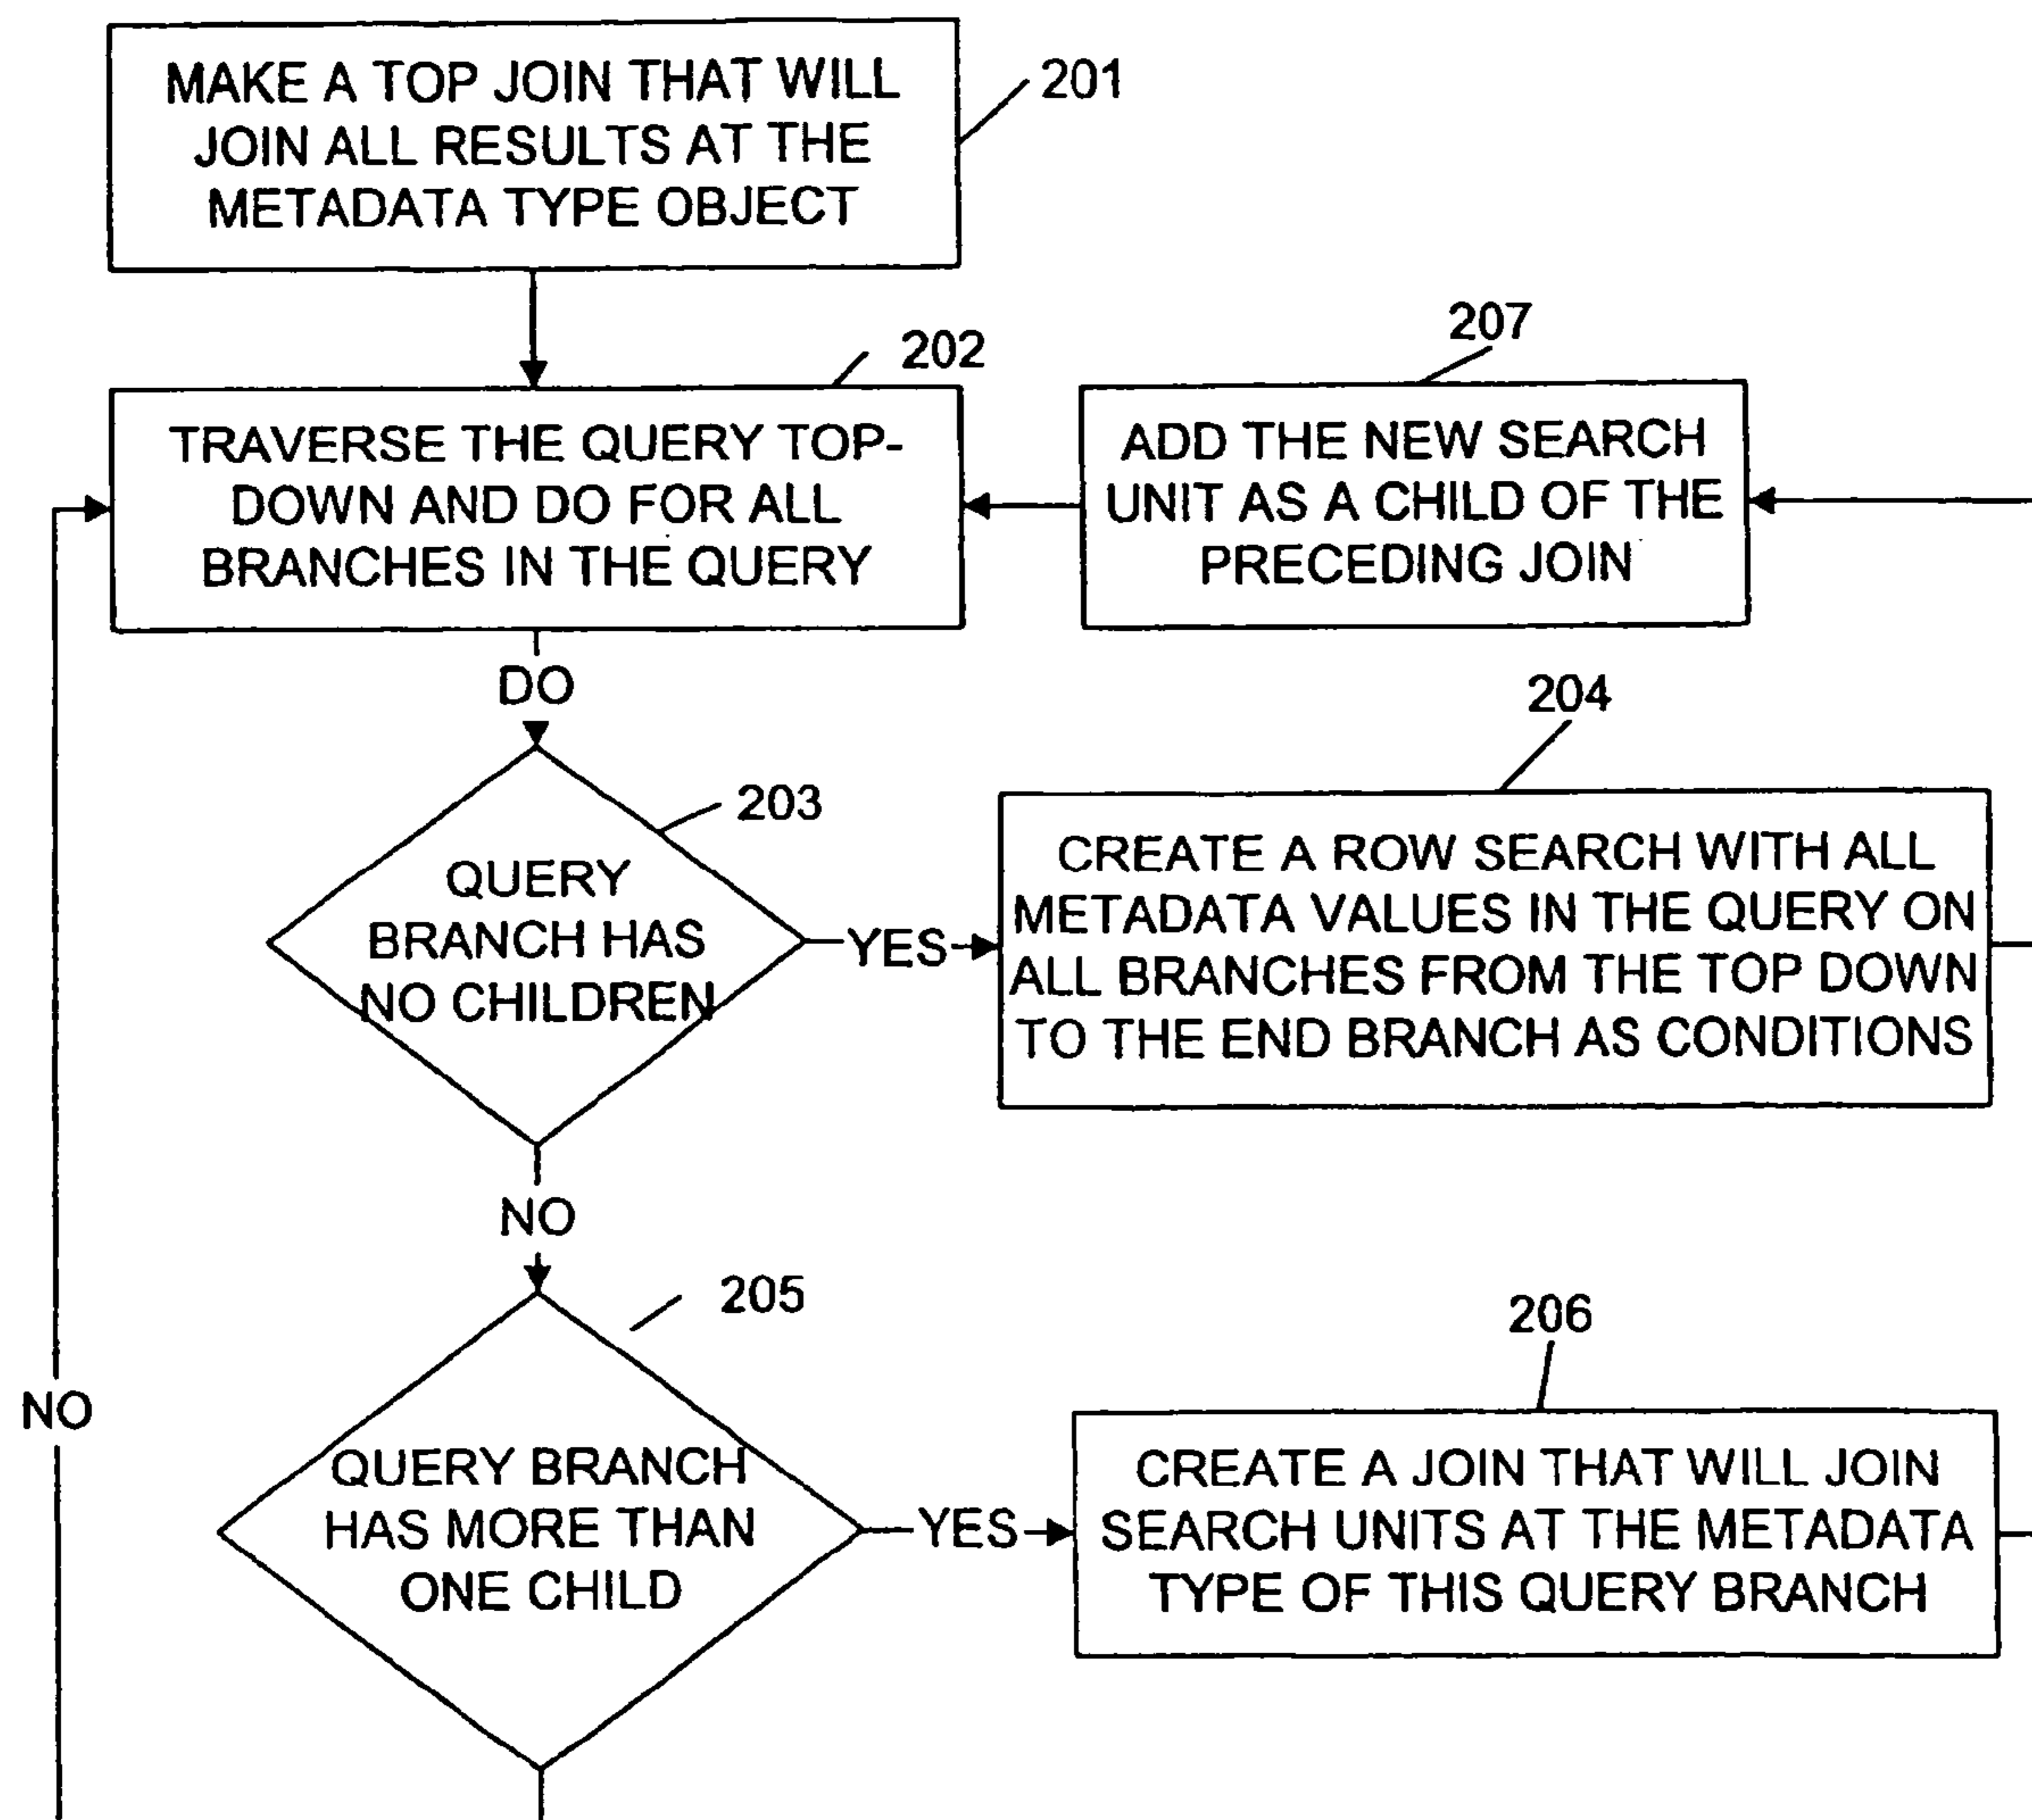 MAKE A TOP JOIN THAT WILL
JOIN ALL RESULTS AT THE
METADATA TYPE OBJECT
201
202
TRAVERSE THE QUERY TOP-
DOWN AND DO FOR ALL
BRANCHES IN THE QUERY
207
ADD THE NEW SEARCH
UNIT AS A CHILD OF THE
PRECEDING JOIN
DO
203
QUERY
BRANCH HAS
NO CHILDREN
YES
204
CREATE A ROW SEARCH WITH ALL
METADATA VALUES IN THE QUERY ON
ALL BRANCHES FROM THE TOP DOWN
TO THE END BRANCH AS CONDITIONS
NO
205
QUERY BRANCH
HAS MORE THAN
ONE CHILD
YES
206
CREATE A JOIN THAT WILL JOIN
SEARCH UNITS AT THE METADATA
TYPE OF THIS QUERY BRANCH
NO